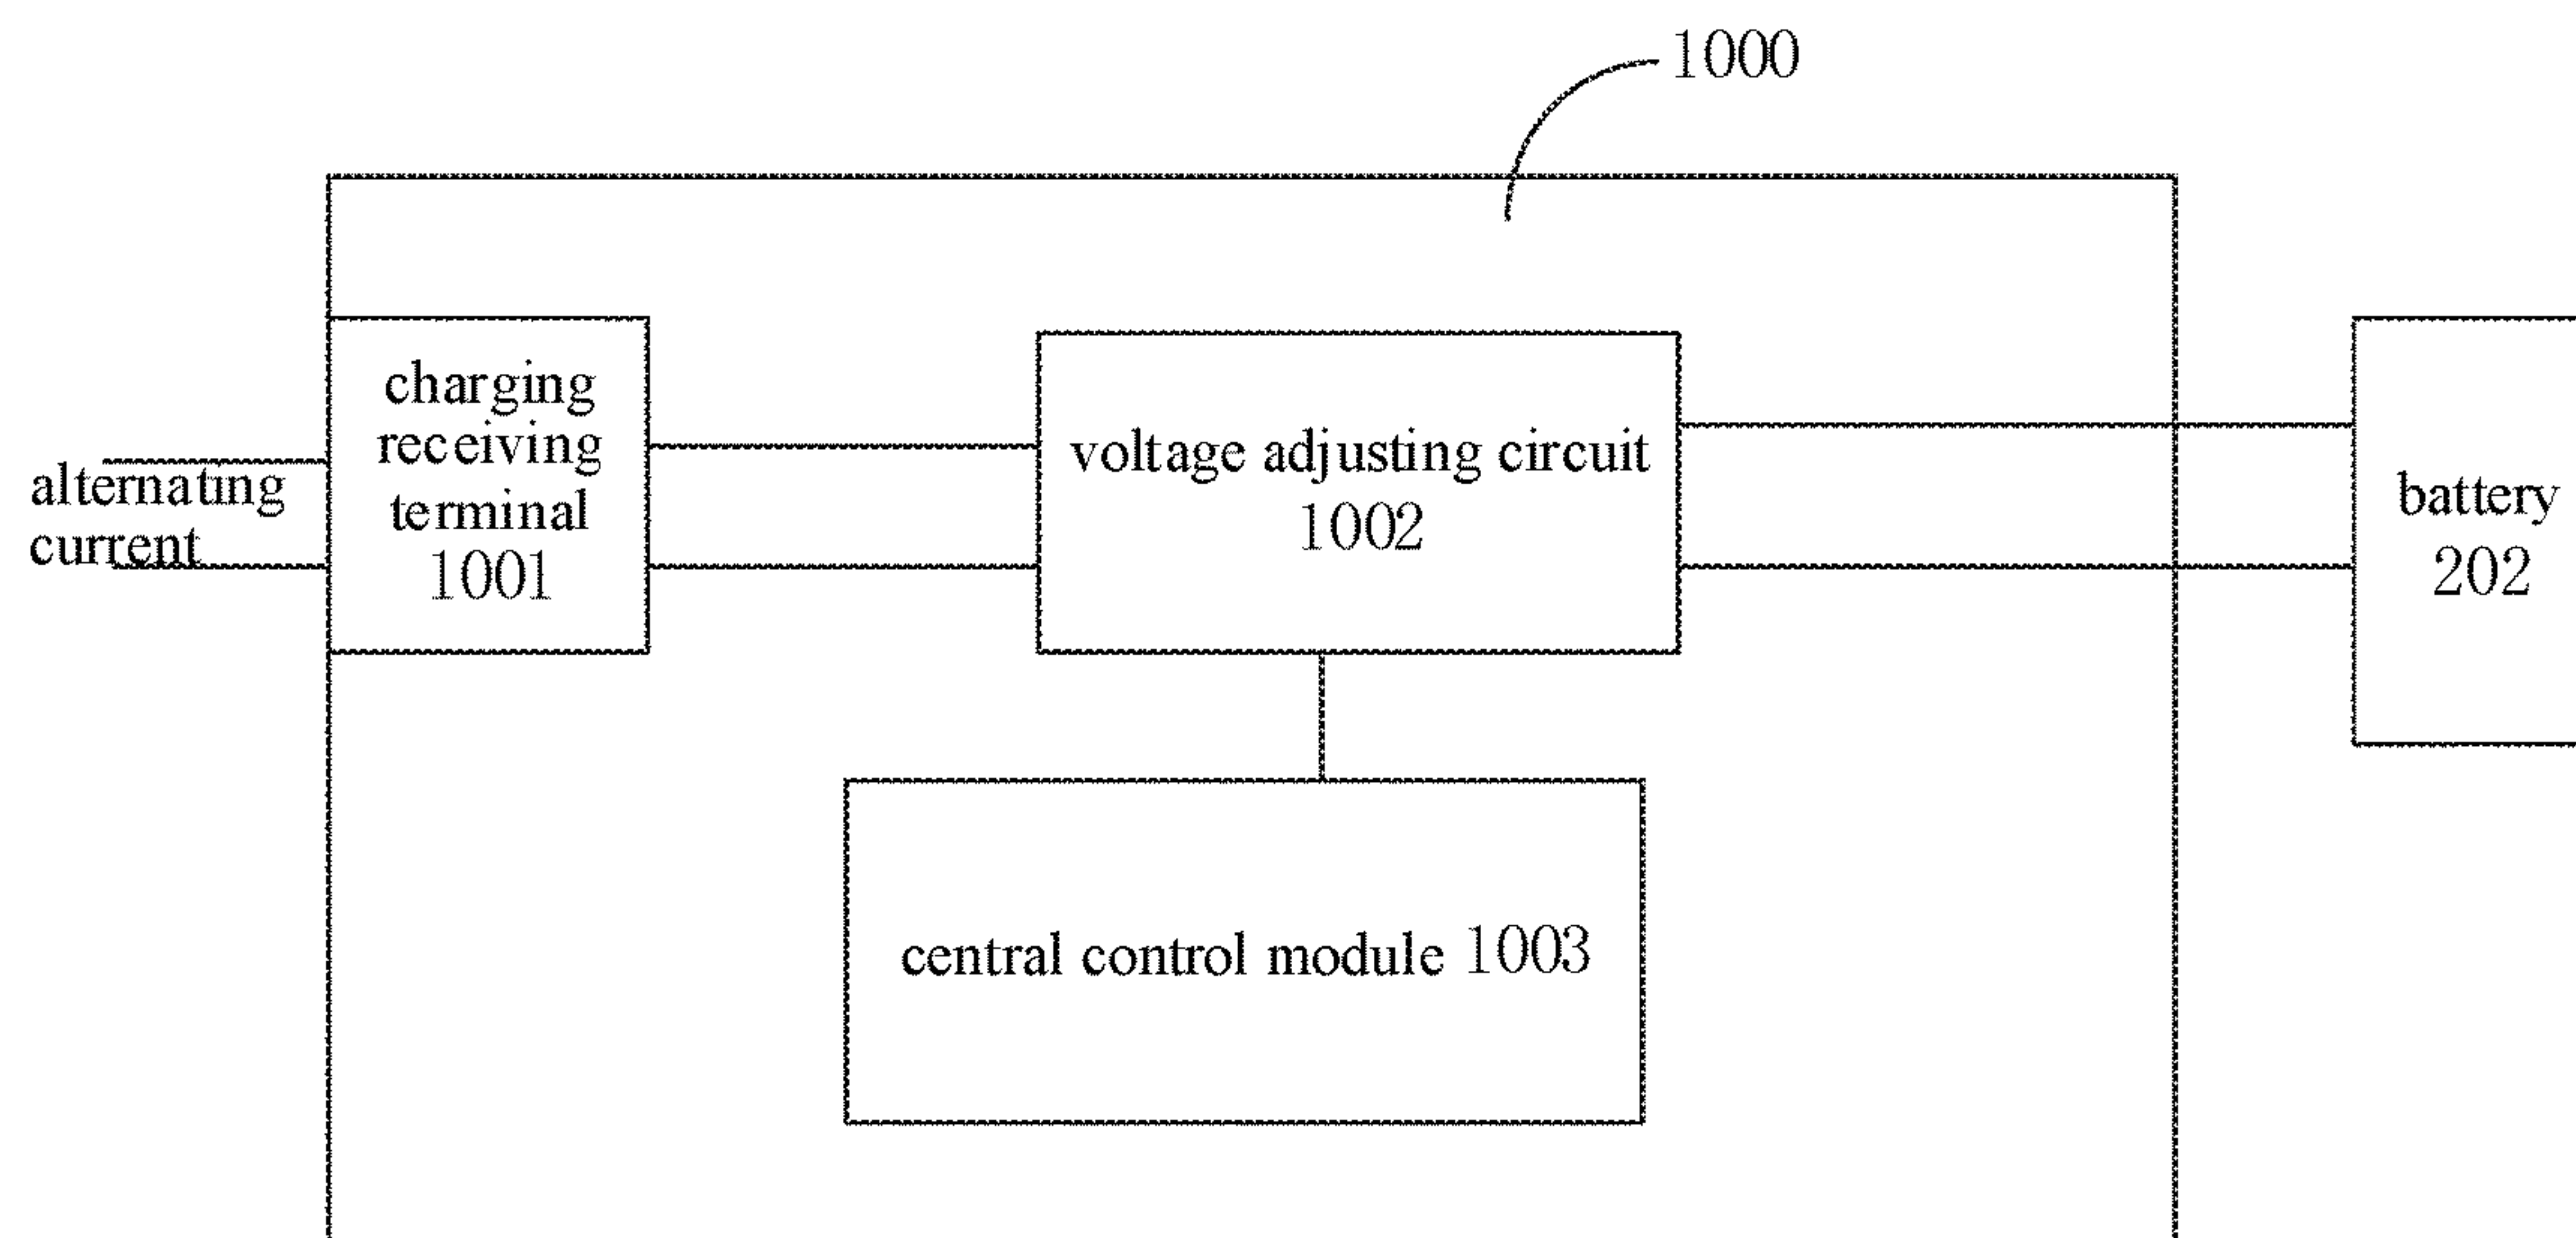 1000
alternating
current
charging
receiving
terminal
1001
voltage adjusting circuit
1002
battery
202
central control module 1003